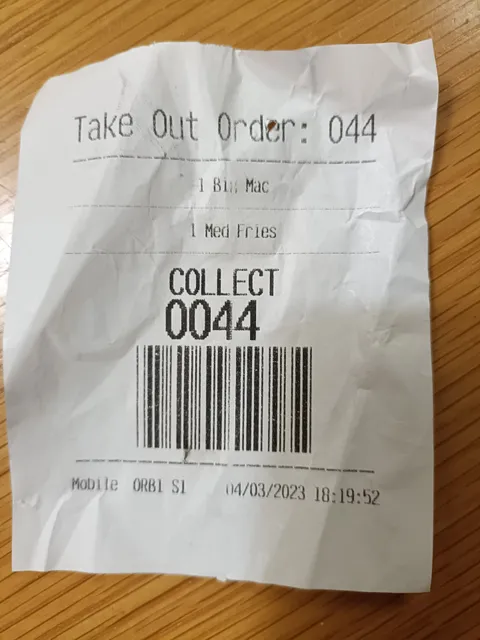 Take Out Order: 044
1 Big Mac
1 Med Fries
COLLECT
0044
Mobile ORB1 S1 04/03/2023 18:19:52